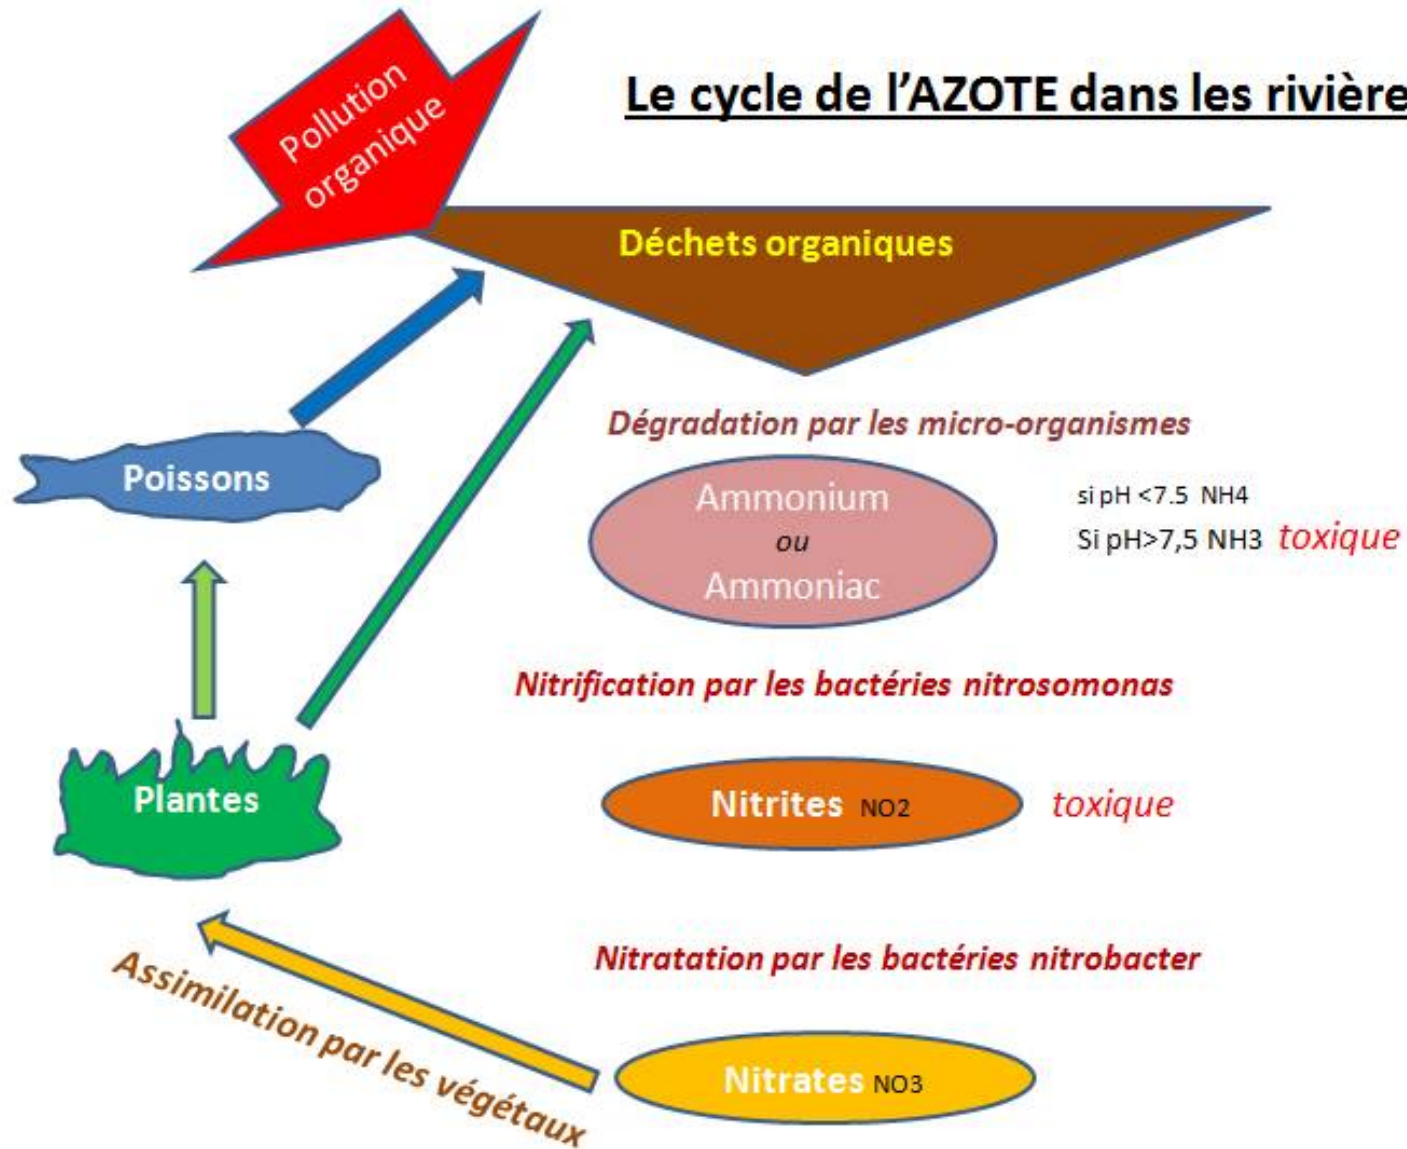 Le cycle de l'AZOTE dans les rivière
Pollution
organique
Déchets organiques
Dégradation par les micro-organismes
Poissons
Ammonium
ou
Ammoniac
si pH <7.5 NH4
Si pH>7,5 NH3 toxique
Nitrification par les bactéries nitrosomonas
Plantes
Nitrites NO2
toxique
Nitratation par les bactéries nitrobacter
Assimilation par les végétaux
Nitrates NO3